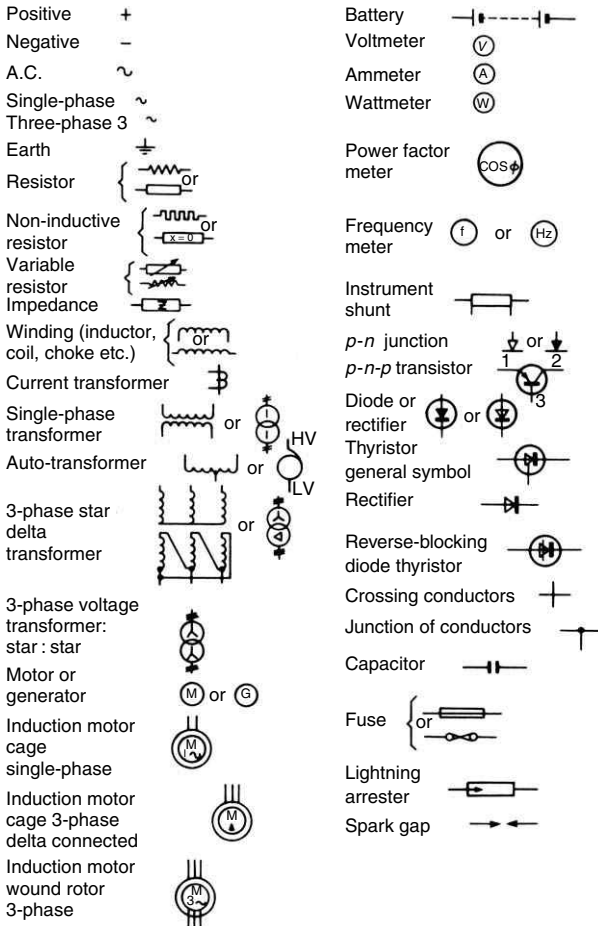 Positive +
Negative –
A.C. ~
Single-phase ~
Three-phase 3 ~
Earth
Resistor or
Non-inductive
resistor or
x = 0
Variable
resistor
Impedance Z
Winding (inductor,
coil, choke etc.) or
Current transformer
Single-phase
transformer or
Auto-transformer or HV
LV
3-phase star
delta
transformer or
3-phase voltage
transformer:
star : star
Motor or
generator M or G
Induction motor
cage
single-phase
M
I ~
Induction motor
cage 3-phase
delta connected
M
Induction motor
wound rotor
3-phase
M
3 ~
Battery
Voltmeter V
Ammeter A
Wattmeter W
Power factor
meter COS ϕ
Frequency
meter f or Hz
Instrument
shunt
p-n junction or
p-n-p transistor 1 2
3
Diode or
rectifier or
Thyristor
general symbol
Rectifier
Reverse-blocking
diode thyristor
Crossing conductors
Junction of conductors
Capacitor
Fuse or
Lightning
arrester
Spark gap